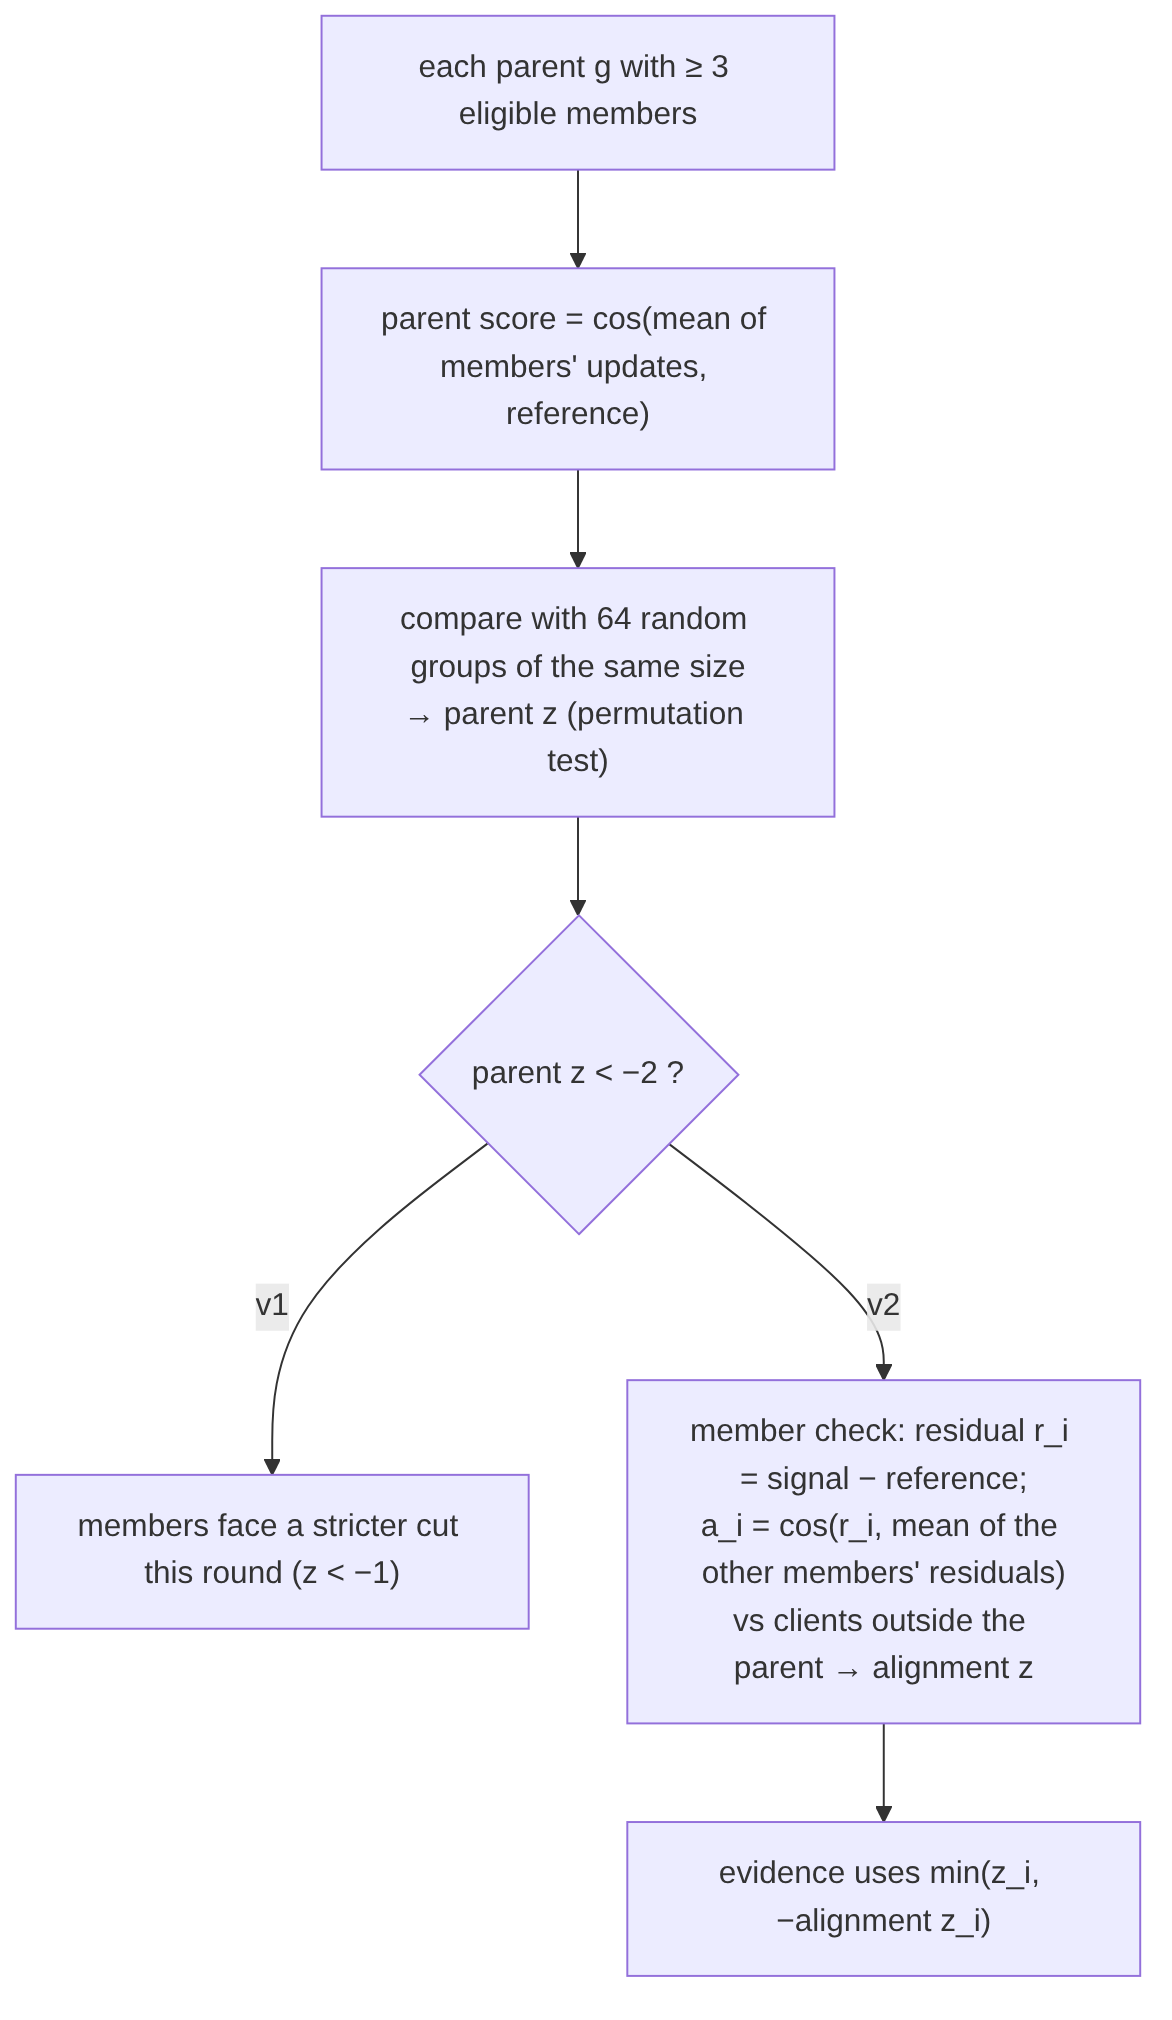 each parent g with ≥ 3
eligible members
parent score = cos(mean of
members' updates,
reference)
compare with 64 random
groups of the same size
→ parent z (permutation
test)
parent z < −2 ?
v1
v2
members face a stricter cut
this round (z < −1)
member check: residual r_i
= signal − reference;
a_i = cos(r_i, mean of the
other members' residuals)
vs clients outside the
parent → alignment z
evidence uses min(z_i,
−alignment z_i)